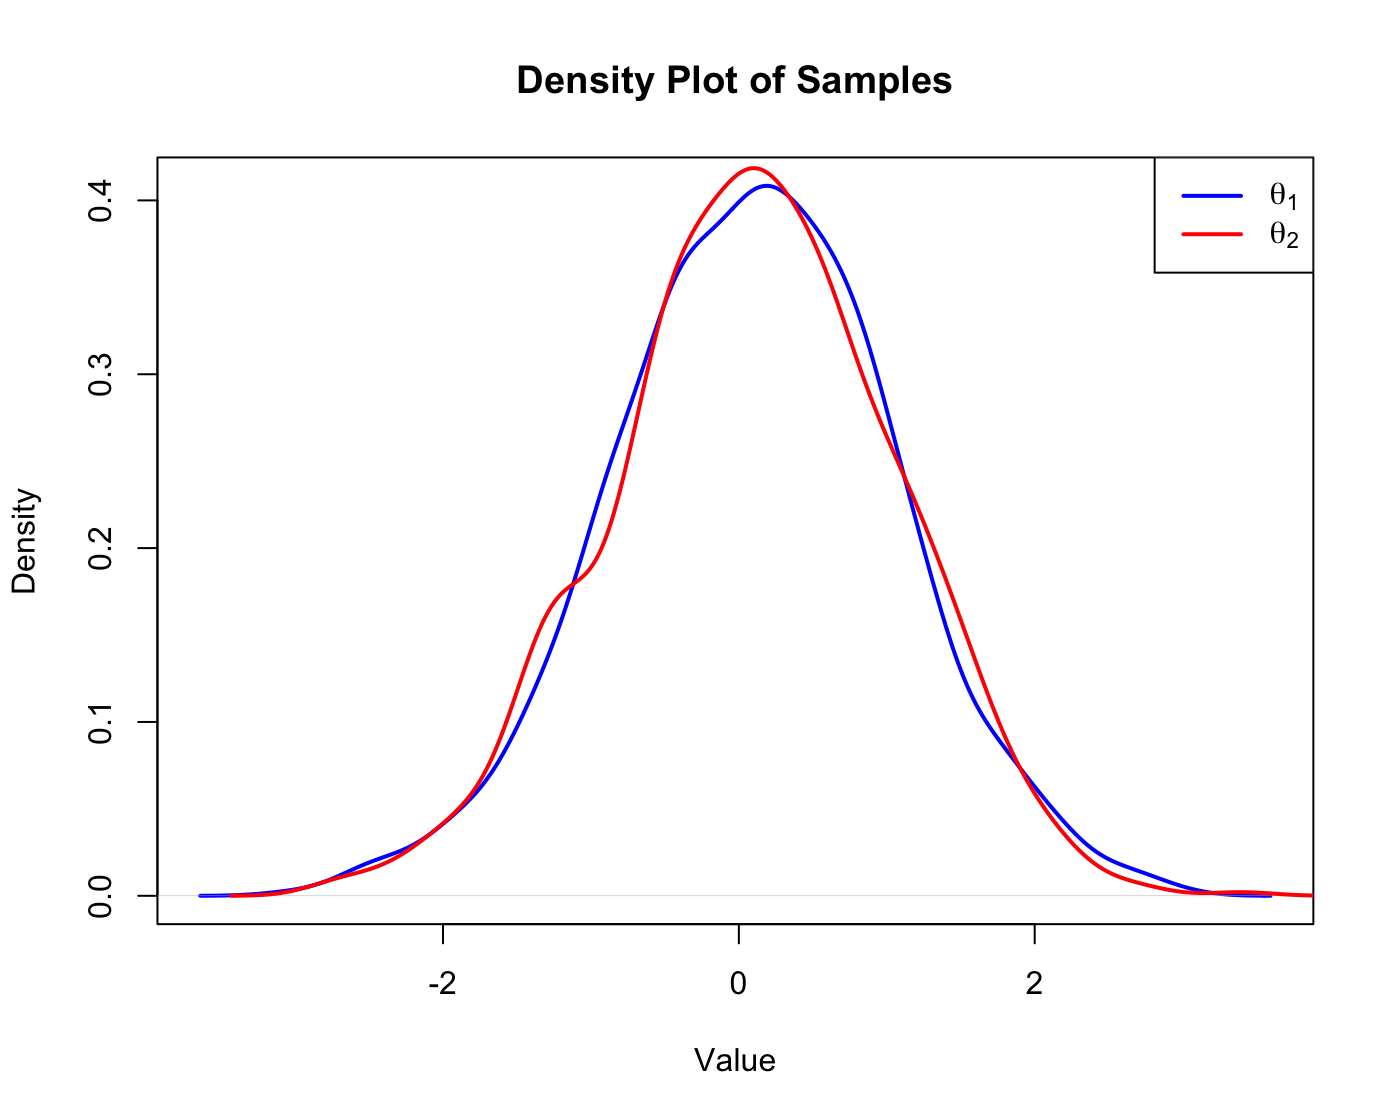 Density Plot of Samples
θ1
θ2
0.4
0.3
0.2
0.1
0.0
Density
-2 0 2
Value